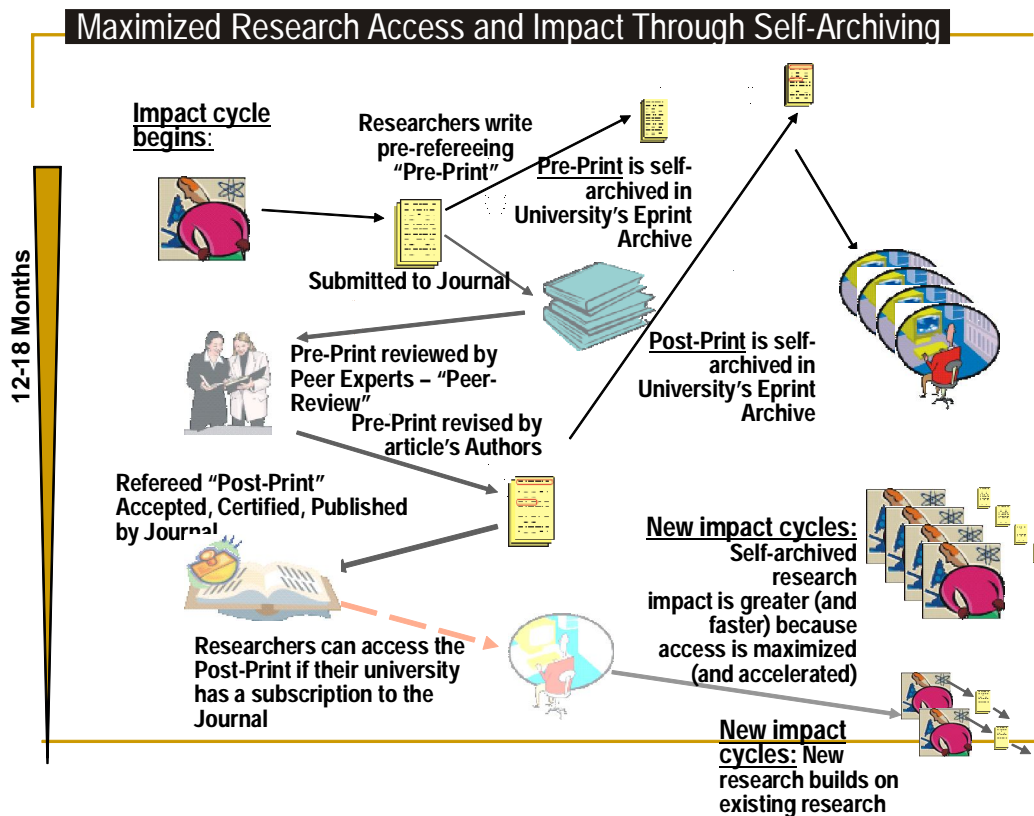 Maximized Research Access and Impact Through Self-Archiving
Impact cycle
begins:
Researchers write
pre-refereeing
“Pre-Print”
Pre-Print is self-
archived in
University’s Eprint
Archive
12-18 Months
Submitted to Journal
Pre-Print reviewed by
Peer Experts – “Peer-
Review”
Post-Print is self-
archived in
University’s Eprint
Archive
Pre-Print revised by
article’s Authors
Refereed “Post-Print”
Accepted, Certified, Published
by Journal
New impact cycles:
Self-archived
research
impact is greater (and
faster) because
access is maximized
(and accelerated)
Researchers can access the
Post-Print if their university
has a subscription to the
Journal
New impact
cycles: New
research builds on
existing research